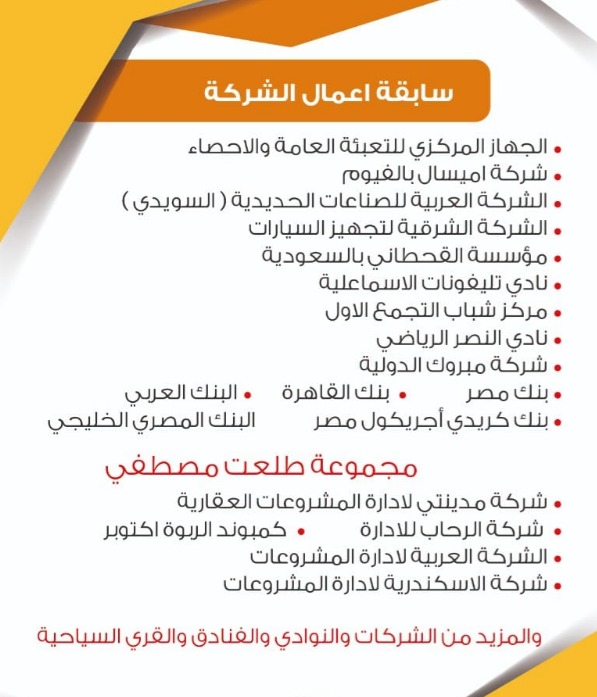 سابقة اعمال الشركة
• الجهاز المركزي للتعبئة العامة والاحصاء
• شركة اميسال بالفيوم
• الشركة العربية للصناعات الحديدية ( السويدي )
• الشركة الشرقية لتجهيز السيارات
• مؤسسة القحطاني بالسعودية
• نادي تليفونات الاسماعلية
• مركز شباب التجمع الاول
• نادي النصر الرياضي
• شركة مبروك الدولية
• بنك مصر • بنك القاهرة • البنك العربي
• بنك كريدي أجريكول مصر البنك المصري الخليجي
مجموعة طلعت مصطفي
• شركة مدينتي لادارة المشروعات العقارية
• شركة الرحاب للادارة • كمبوند الربوة اكتوبر
• الشركة العربية لادارة المشروعات
• شركة الاسكندرية لادارة المشروعات
والمزيد من الشركات والنوادي والفنادق والقري السياحية